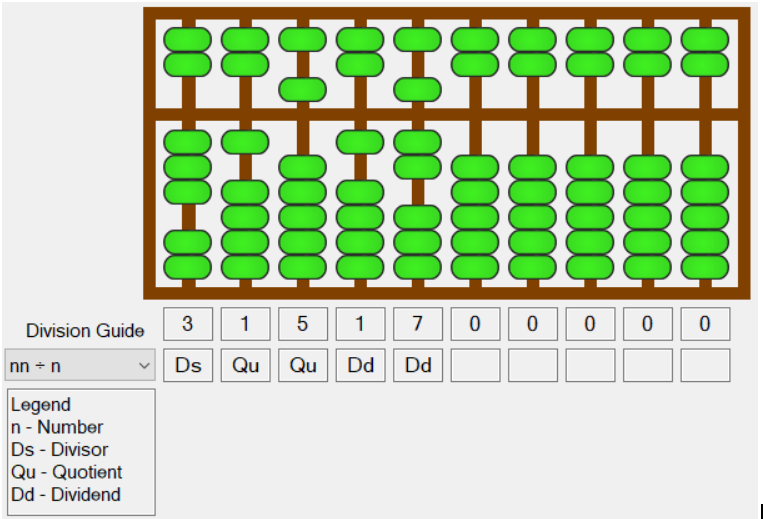 3 1 5 1 7 0 0 0 0 0
Division Guide
nn ÷ n
Ds Qu Qu Dd Dd
Legend
n - Number
Ds - Divisor
Qu - Quotient
Dd - Dividend